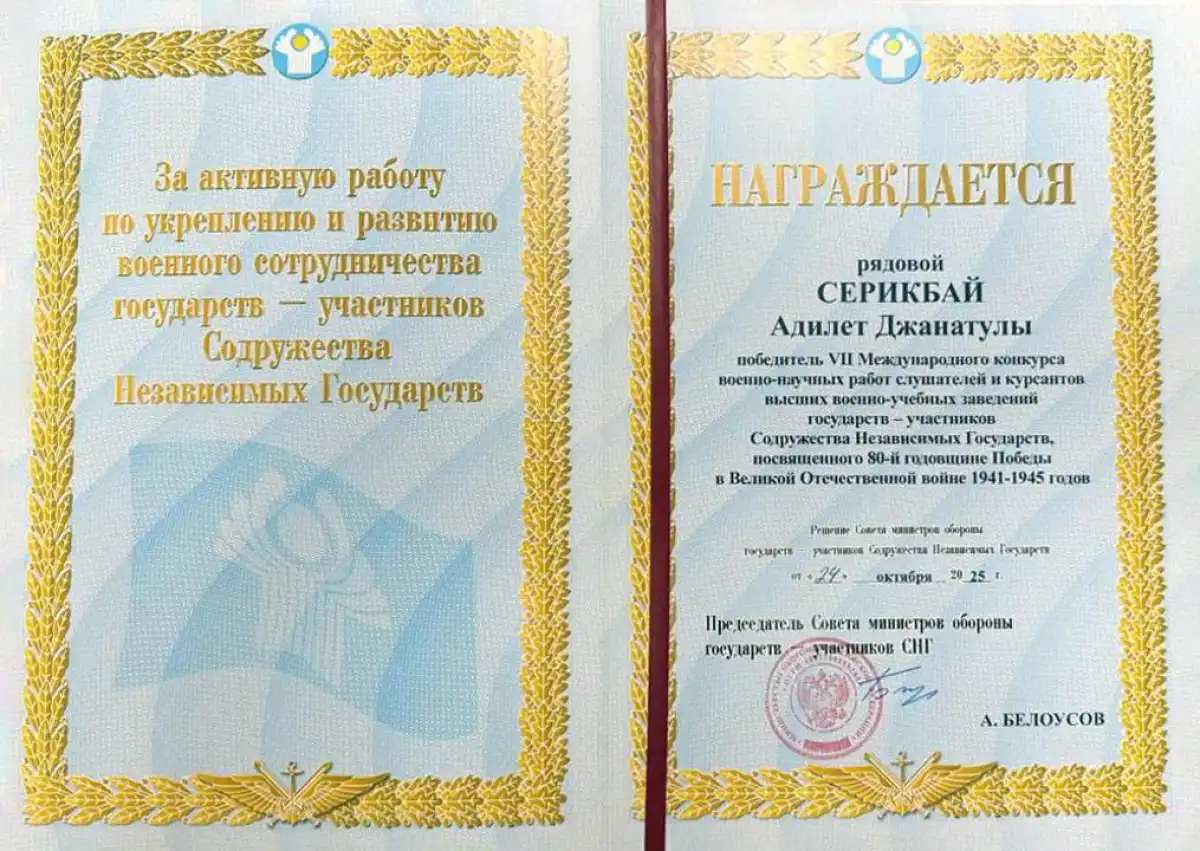 За активную работу
по укреплению и развитию
военного сотрудничества
государств — участников
Содружества
Независимых Государств
НАГРАЖДАЕТСЯ
рядовой
СЕРИКБАЙ
Адилет Джанатулы
победитель VII Международного конкурса
военно-научных работ слушателей и курсантов
высших военно-учебных заведений
государств – участников
Содружества Независимых Государств,
посвященного 80-й годовщине Победы
в Великой Отечественной войне 1941-1945 годов
Решение Совета министров обороны
государств участников Содружества Независимых Государств
от «24» октября 2025 г.
Председатель Совета министров обороны
государств – участников СНГ
А. БЕЛОУСОВ